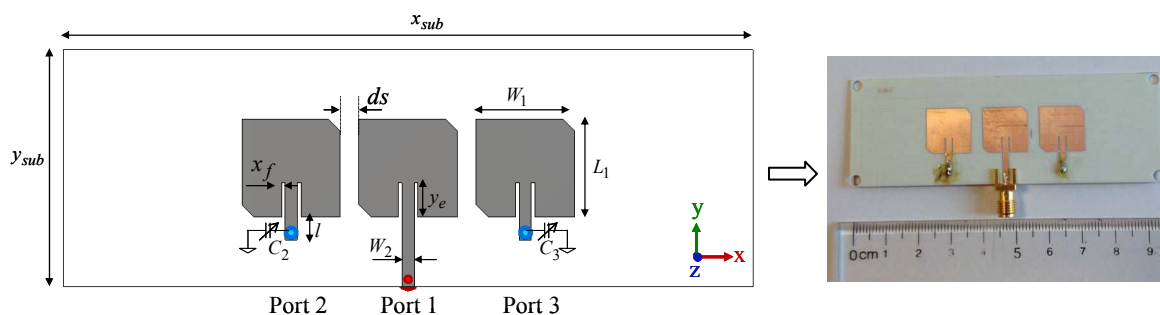 x_sub
ds
W_1
y_sub
x_f
y_e
L_1
l
C_2
W_2
C_3
y
x
z
Port 2
Port 1
Port 3
0cm 1 2 3 4 5 6 7 8 9